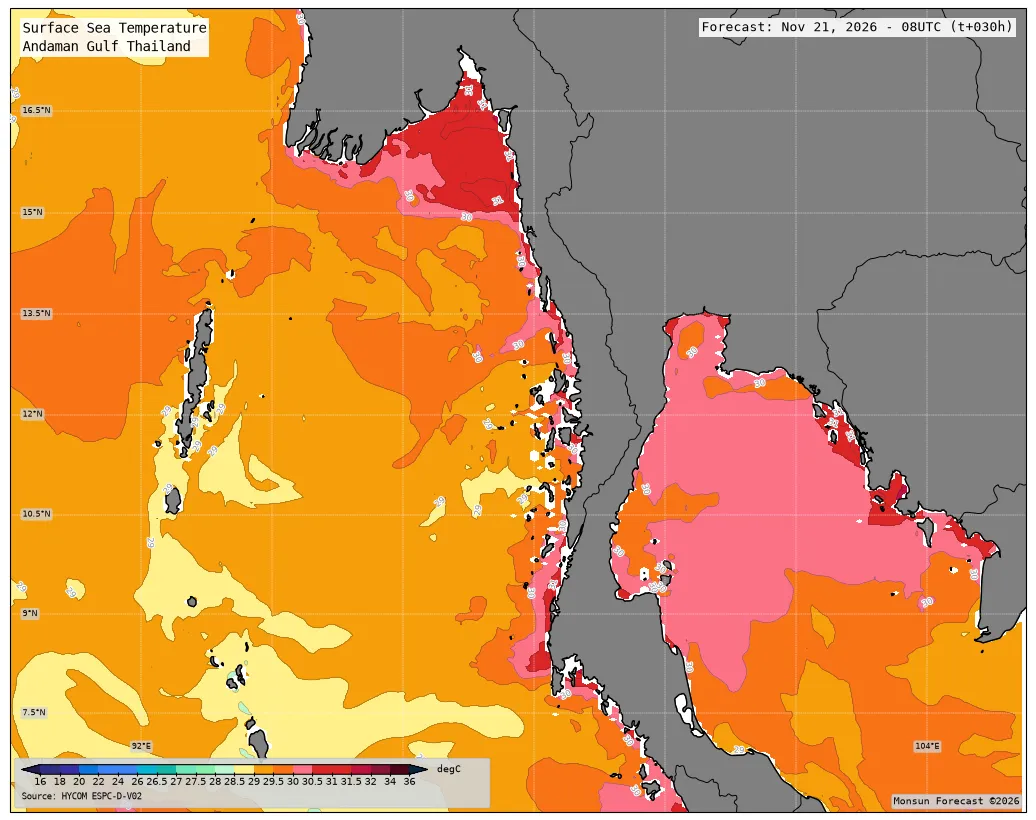 Surface Sea Temperature
Andaman Gulf Thailand
Forecast: Nov 21, 2026 - 08UTC (t+030h)
16.5°N
15°N
13.5°N
12°N
10.5°N
9°N
7.5°N
92°E
104°E
degC
16 18 20 22 24 26 26.5 27 27.5 28 28.5 29 29.5 30 30.5 31 31.5 32 34 36
Source: HYCOM ESPC-D-V02
Monsun Forecast ©2026